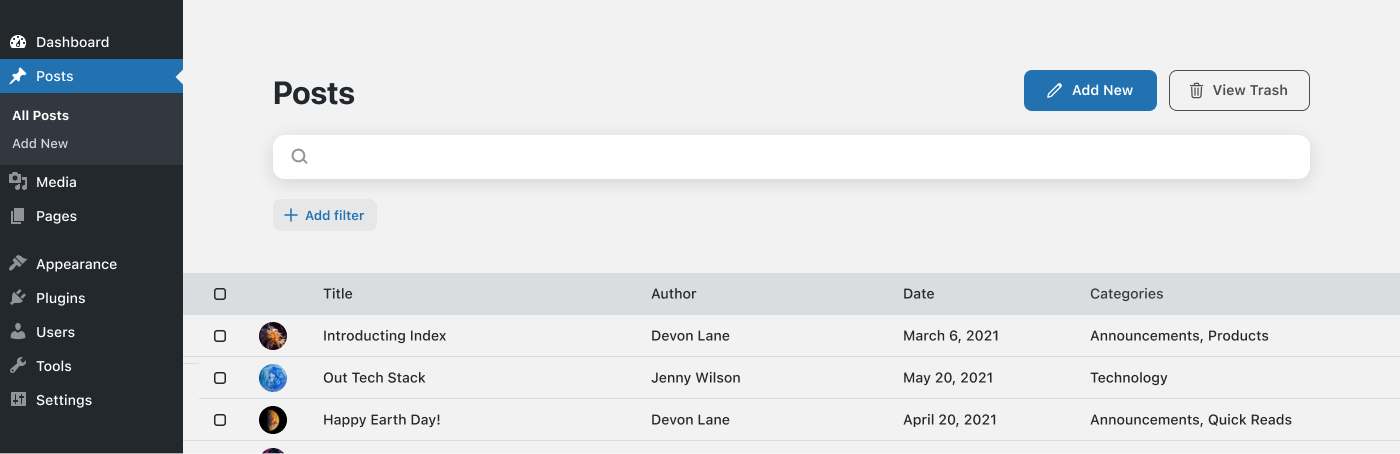 Dashboard
Posts
All Posts
Add New
Media
Pages
Appearance
Plugins
Users
Tools
Settings
Posts
Add New
View Trash
Add filter
Title Author Date Categories
Introducting Index Devon Lane March 6, 2021 Announcements, Products
Out Tech Stack Jenny Wilson May 20, 2021 Technology
Happy Earth Day! Devon Lane April 20, 2021 Announcements, Quick Reads